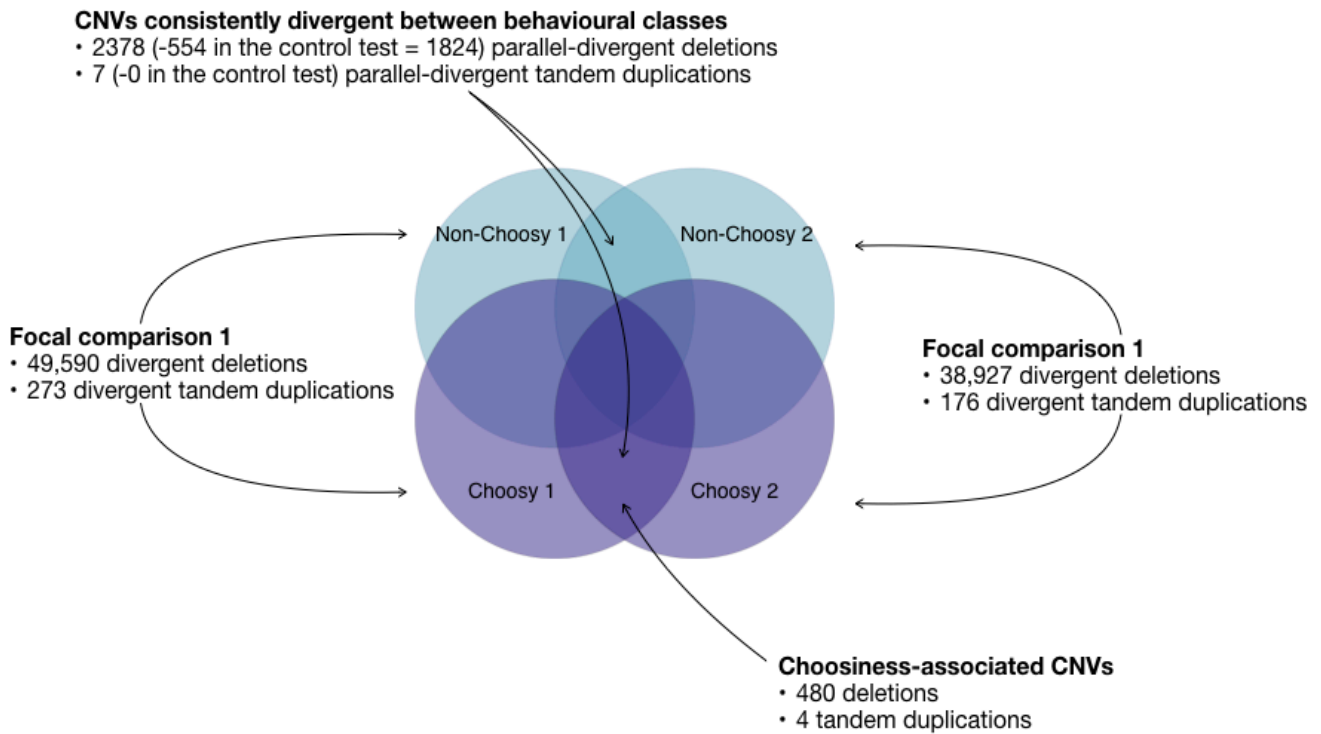 CNVs consistently divergent between behavioural classes
• 2378 (-554 in the control test = 1824) parallel-divergent deletions
• 7 (-0 in the control test) parallel-divergent tandem duplications
Non-Choosy 1
Non-Choosy 2
Focal comparison 1
• 49,590 divergent deletions
• 273 divergent tandem duplications
Focal comparison 1
• 38,927 divergent deletions
• 176 divergent tandem duplications
Choosy 1
Choosy 2
Choosiness-associated CNVs
• 480 deletions
• 4 tandem duplications